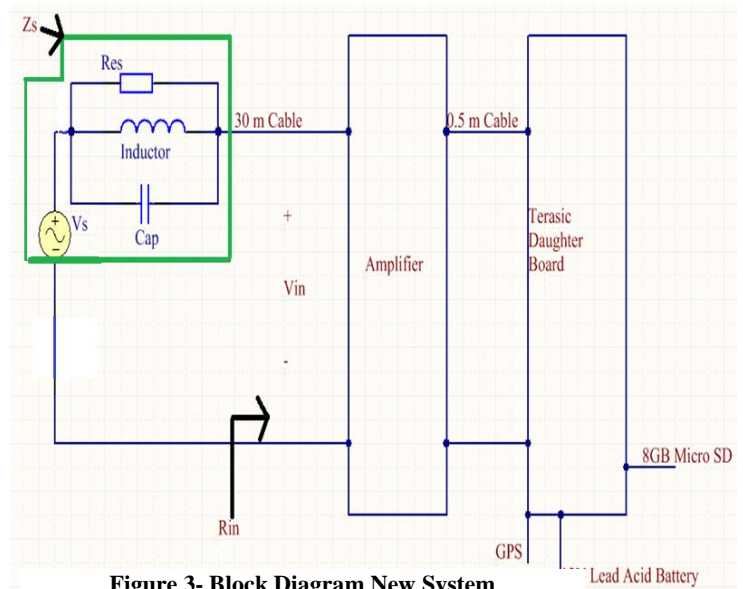 Zs
Res
Inductor
Cap
+
Vs
−
30 m Cable
+
Vin
-
Rin
Amplifier
0.5 m Cable
Terasic
Daughter
Board
8GB Micro SD
GPS
Lead Acid Battery
Figure 3- Block Diagram New System